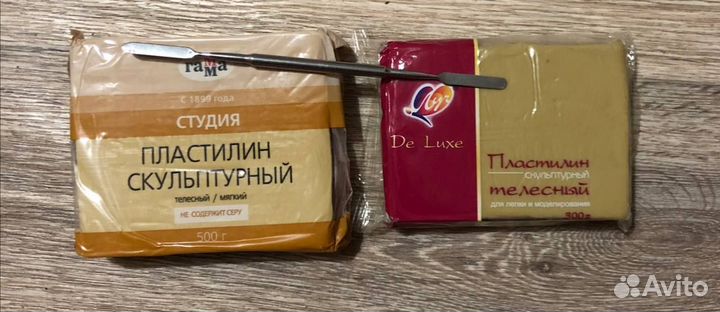 гамма
С 1899 года
СТУДИЯ
ПЛАСТИЛИН
СКУЛЬПТУРНЫЙ
телесный / мягкий
НЕ СОДЕРЖИТ СЕРУ
500 г
Луч
De Luxe
Пластилин
скульптурный
телесный
для лепки и моделирования
300г
Avito